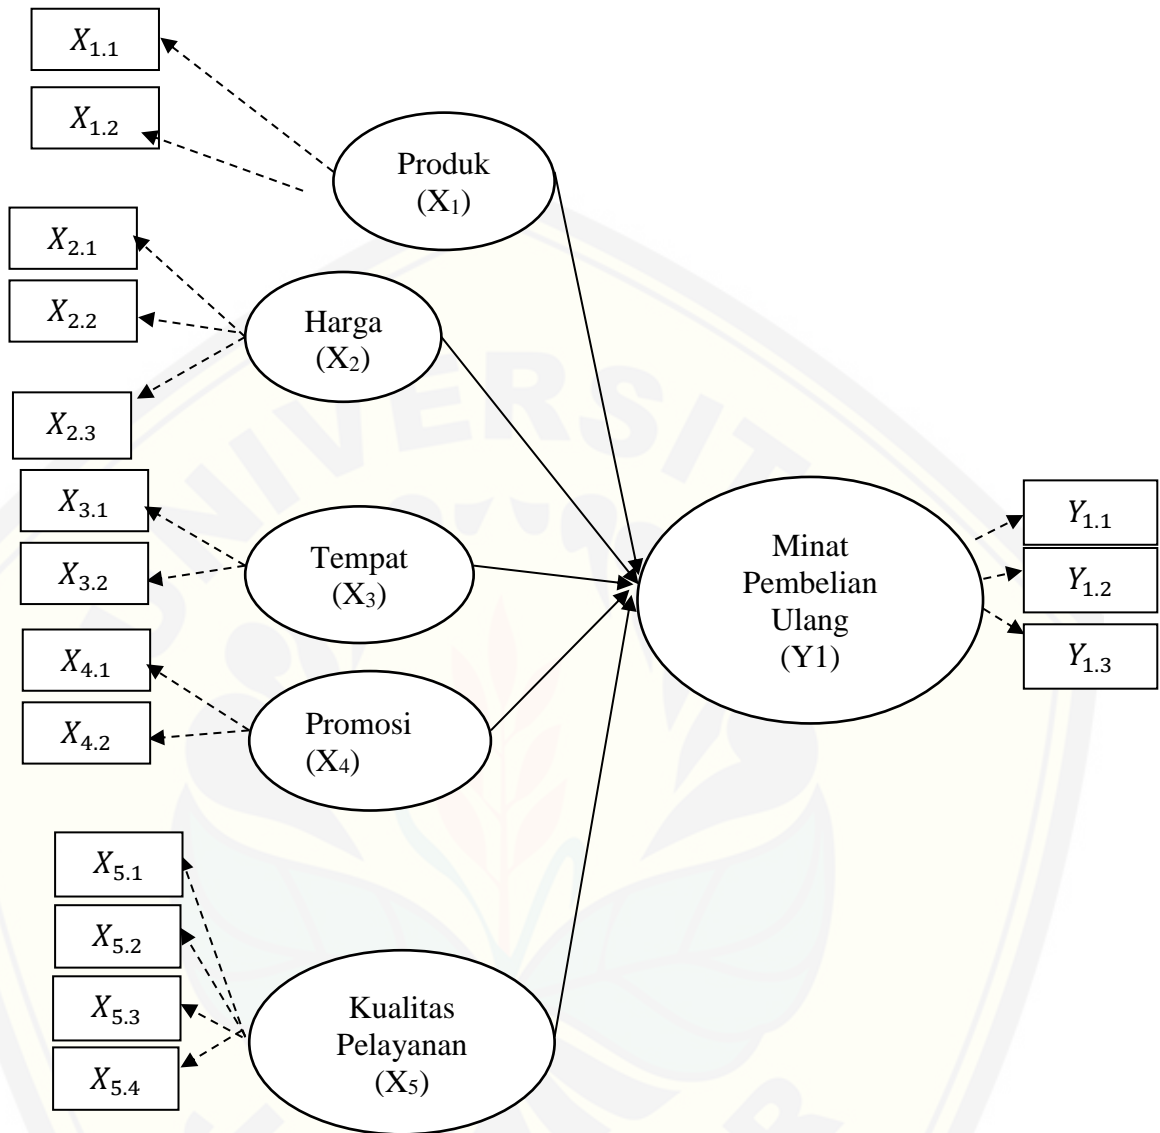 X1.1
X1.2
Produk
(X1)
X2.1
X2.2
X2.3
Harga
(X2)
X3.1
X3.2
Tempat
(X3)
X4.1
X4.2
Promosi
(X4)
X5.1
X5.2
X5.3
X5.4
Kualitas
Pelayanan
(X5)
Minat
Pembelian
Ulang
(Y1)
Y1.1
Y1.2
Y1.3